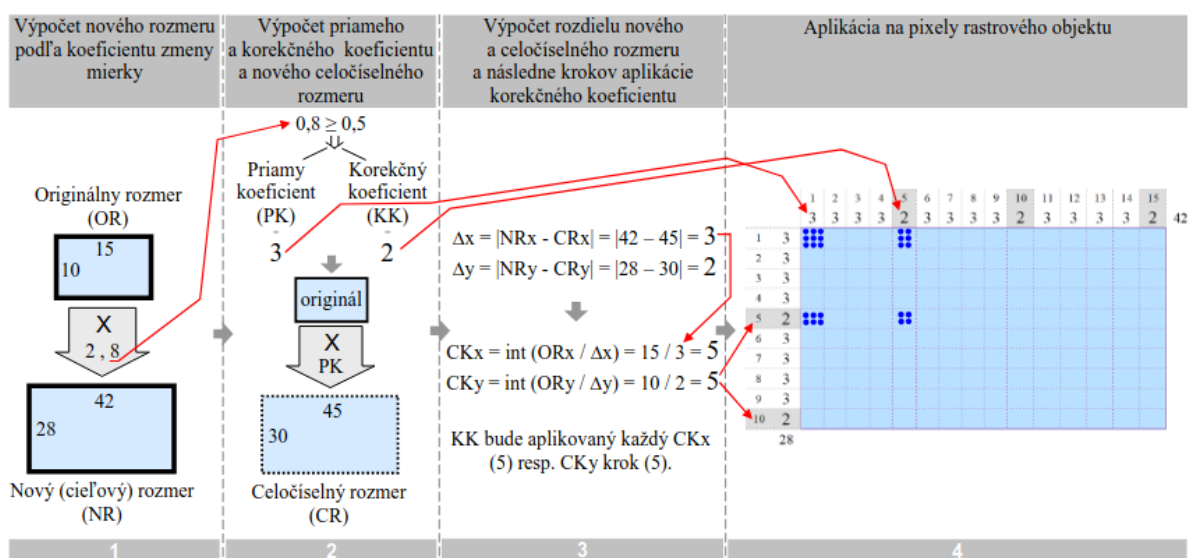 Výpočet nového rozmeru
podľa koeficientu zmeny
mierky
Výpočet priameho
a korekčného koeficientu
a nového celočíselného
rozmeru
Výpočet rozdielu nového
a celočíselného rozmeru
a následne krokov aplikácie
korekčného koeficientu
Aplikácia na pixely rastrového objektu
Originálny rozmer
(OR)
15
10
X
2 , 8
42
28
Nový (cieľový) rozmer
(NR)
0,8 ≥ 0,5
Priamy
koeficient
(PK)
3
Korekčný
koeficient
(KK)
2
originál
X
PK
45
30
Celočíselný rozmer
(CR)
Δx = |NRx - CRx| = |42 – 45| = 3
Δy = |NRy - CRy| = |28 – 30| = 2
CKx = int (ORx / Δx) = 15 / 3 = 5
CKy = int (ORy / Δy) = 10 / 2 = 5
KK bude aplikovaný každý CKx
(5) resp. CKy krok (5).
1 2 3 4 5 6 7 8 9 10 11 12 13 14 15
3 3 3 3 2 3 3 3 3 2 3 3 3 3 2 42
1 3
2 3
3 3
4 3
5 2
6 3
7 3
8 3
9 3
10 2
28
1
2
3
4